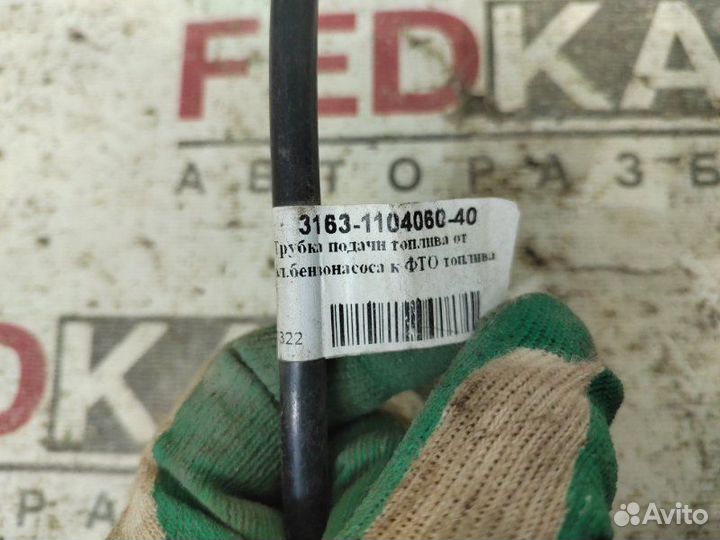 FEDKA
АВТОРАЗБ
3163-1104060-40
Трубка подачи топлива от
эл.бензонасоса к ФТО топлива
322
DKA
Avito